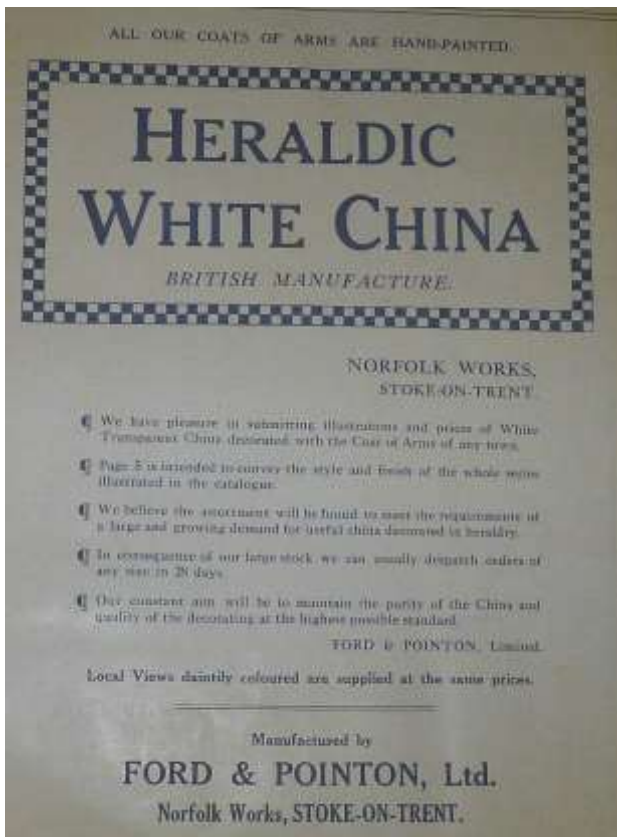 ALL OUR COATS OF ARMS ARE HAND-PAINTED.
HERALDIC
WHITE CHINA
BRITISH MANUFACTURE.
NORFOLK WORKS,
STOKE-ON-TRENT.
¶ We have pleasure in submitting illustrations and prices of White
Transparent China decorated with the Coat of Arms of any town.
¶ Page 8 is intended to convey the style and finish of the whole series
illustrated in the catalogue.
¶ We believe the assortment will be found to meet the requirements of
a large and growing demand for useful china decorated in heraldry.
¶ In consequence of our large stock we can usually despatch orders of
any size in 28 days.
¶ Our constant aim will be to maintain the purity of the China and
quality of the decorating at the highest possible standard.
FORD & POINTON, Limited.
Local Views daintily coloured are supplied at the same prices.
Manufactured by
FORD & POINTON, Ltd.
Norfolk Works, STOKE-ON-TRENT.